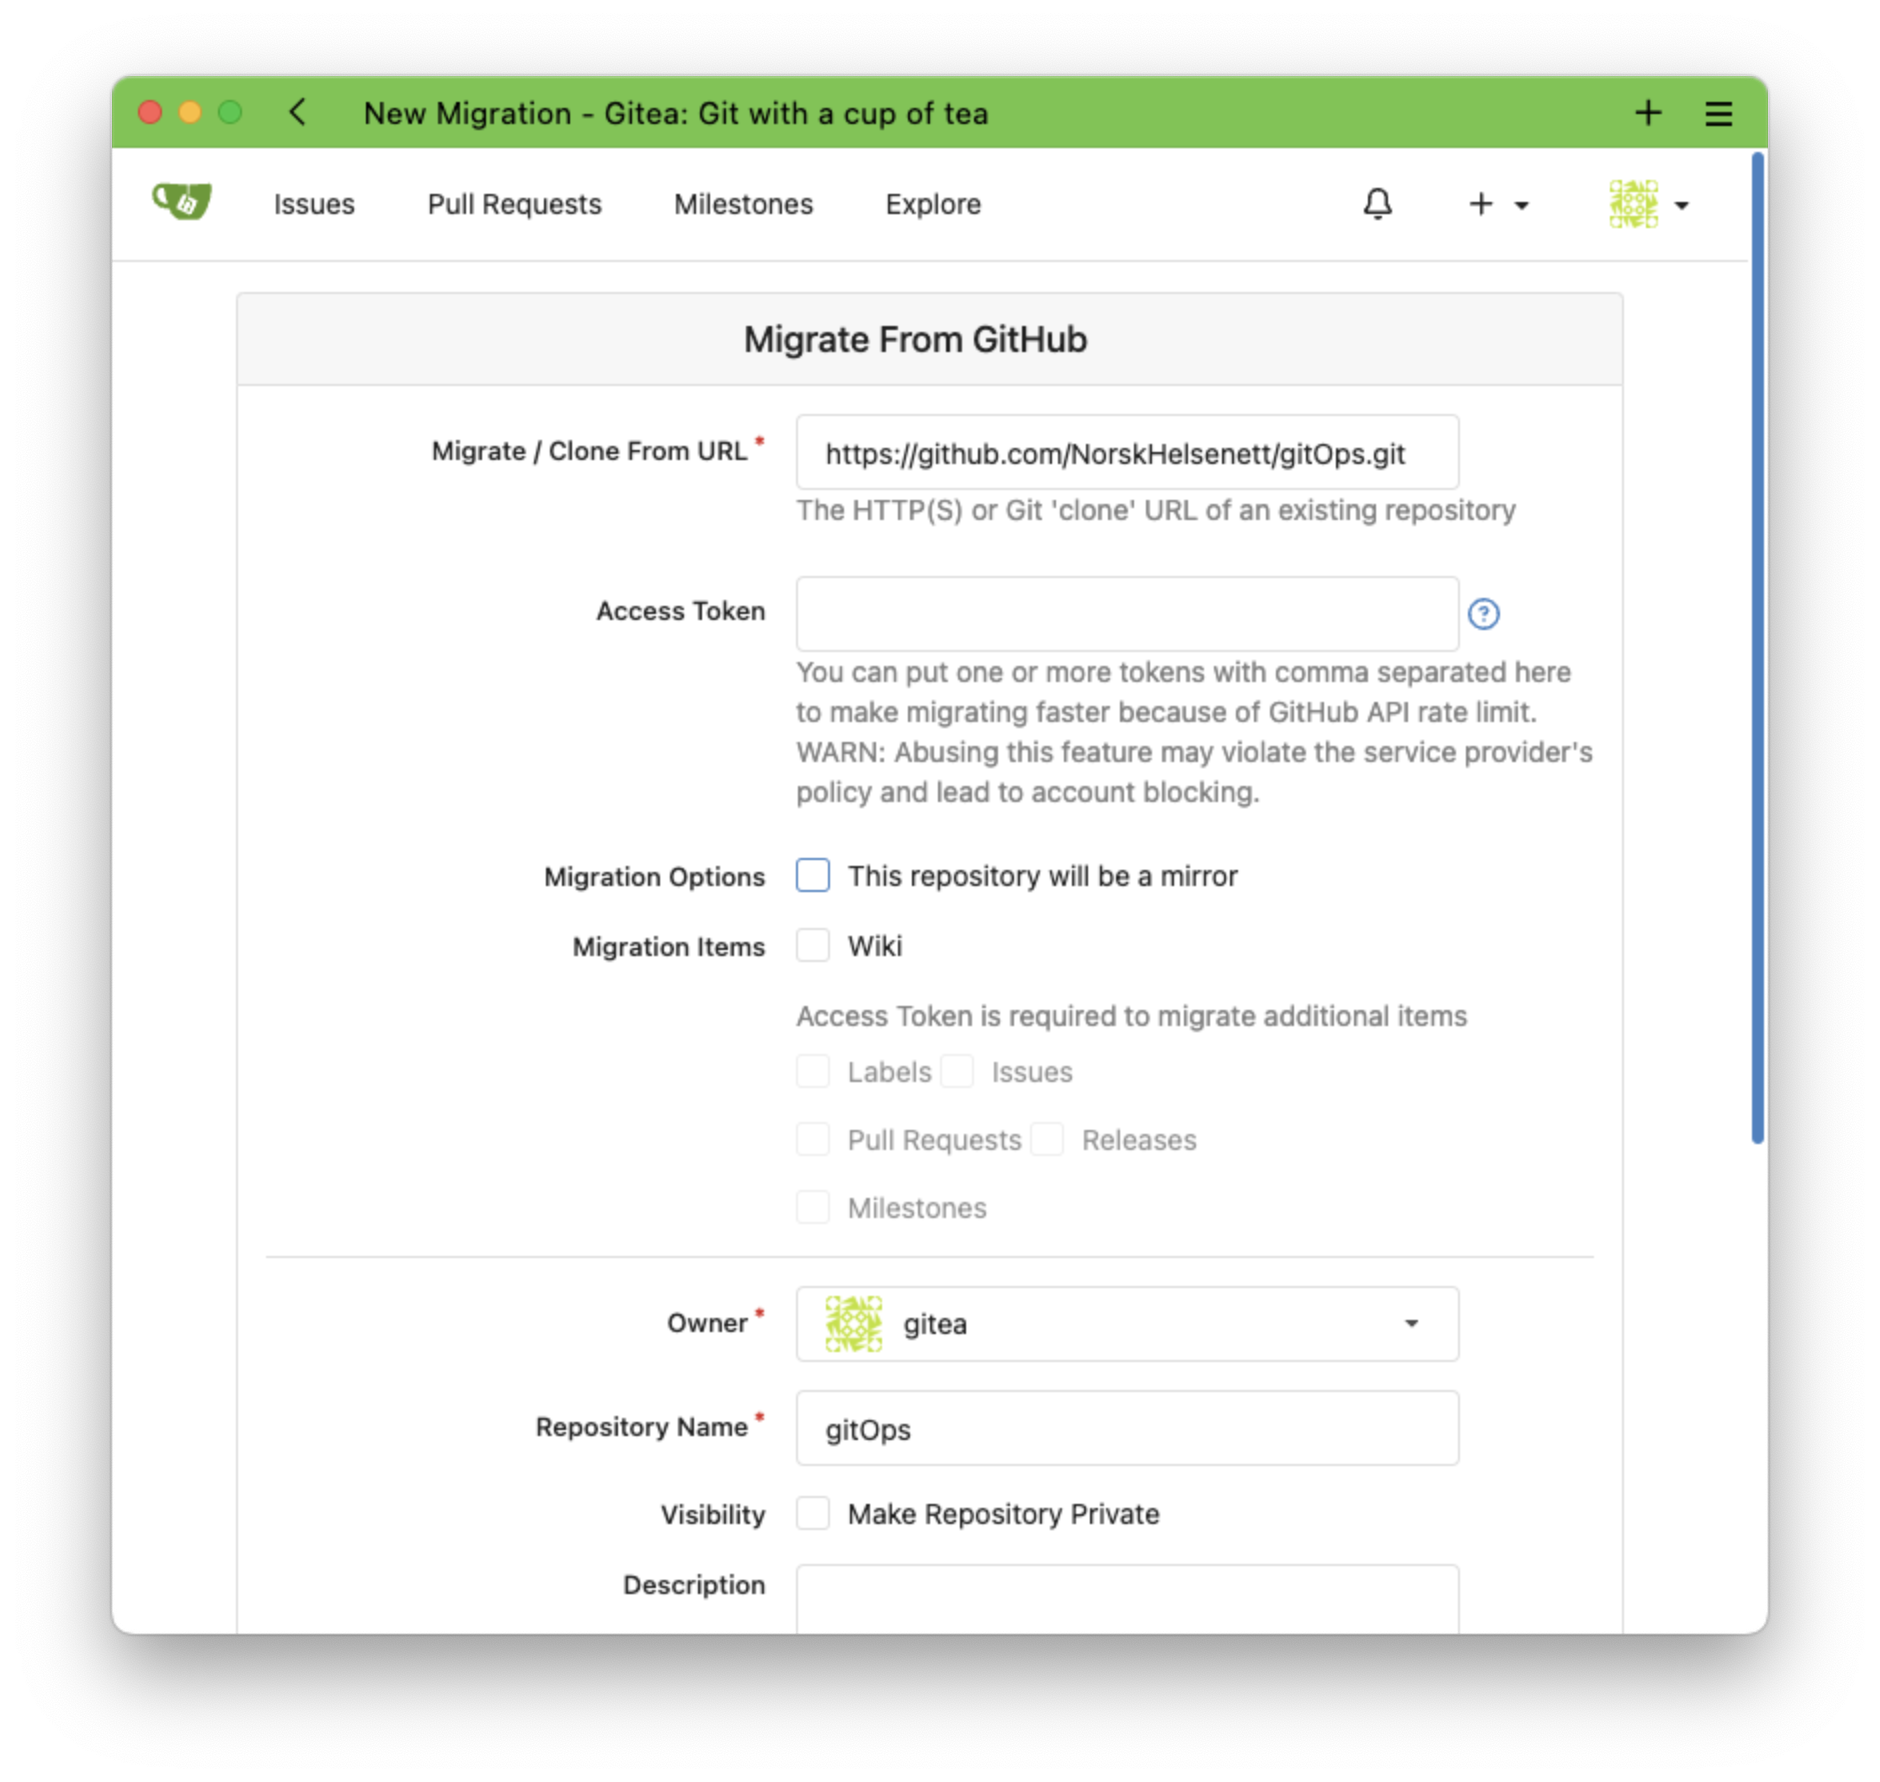 New Migration - Gitea: Git with a cup of tea
Issues Pull Requests Milestones Explore
Migrate From GitHub
Migrate / Clone From URL * https://github.com/NorskHelsenett/gitOps.git
The HTTP(S) or Git 'clone' URL of an existing repository
Access Token
You can put one or more tokens with comma separated here
to make migrating faster because of GitHub API rate limit.
WARN: Abusing this feature may violate the service provider's
policy and lead to account blocking.
Migration Options This repository will be a mirror
Migration Items Wiki
Access Token is required to migrate additional items
Labels Issues
Pull Requests Releases
Milestones
Owner * gitea
Repository Name * gitOps
Visibility Make Repository Private
Description